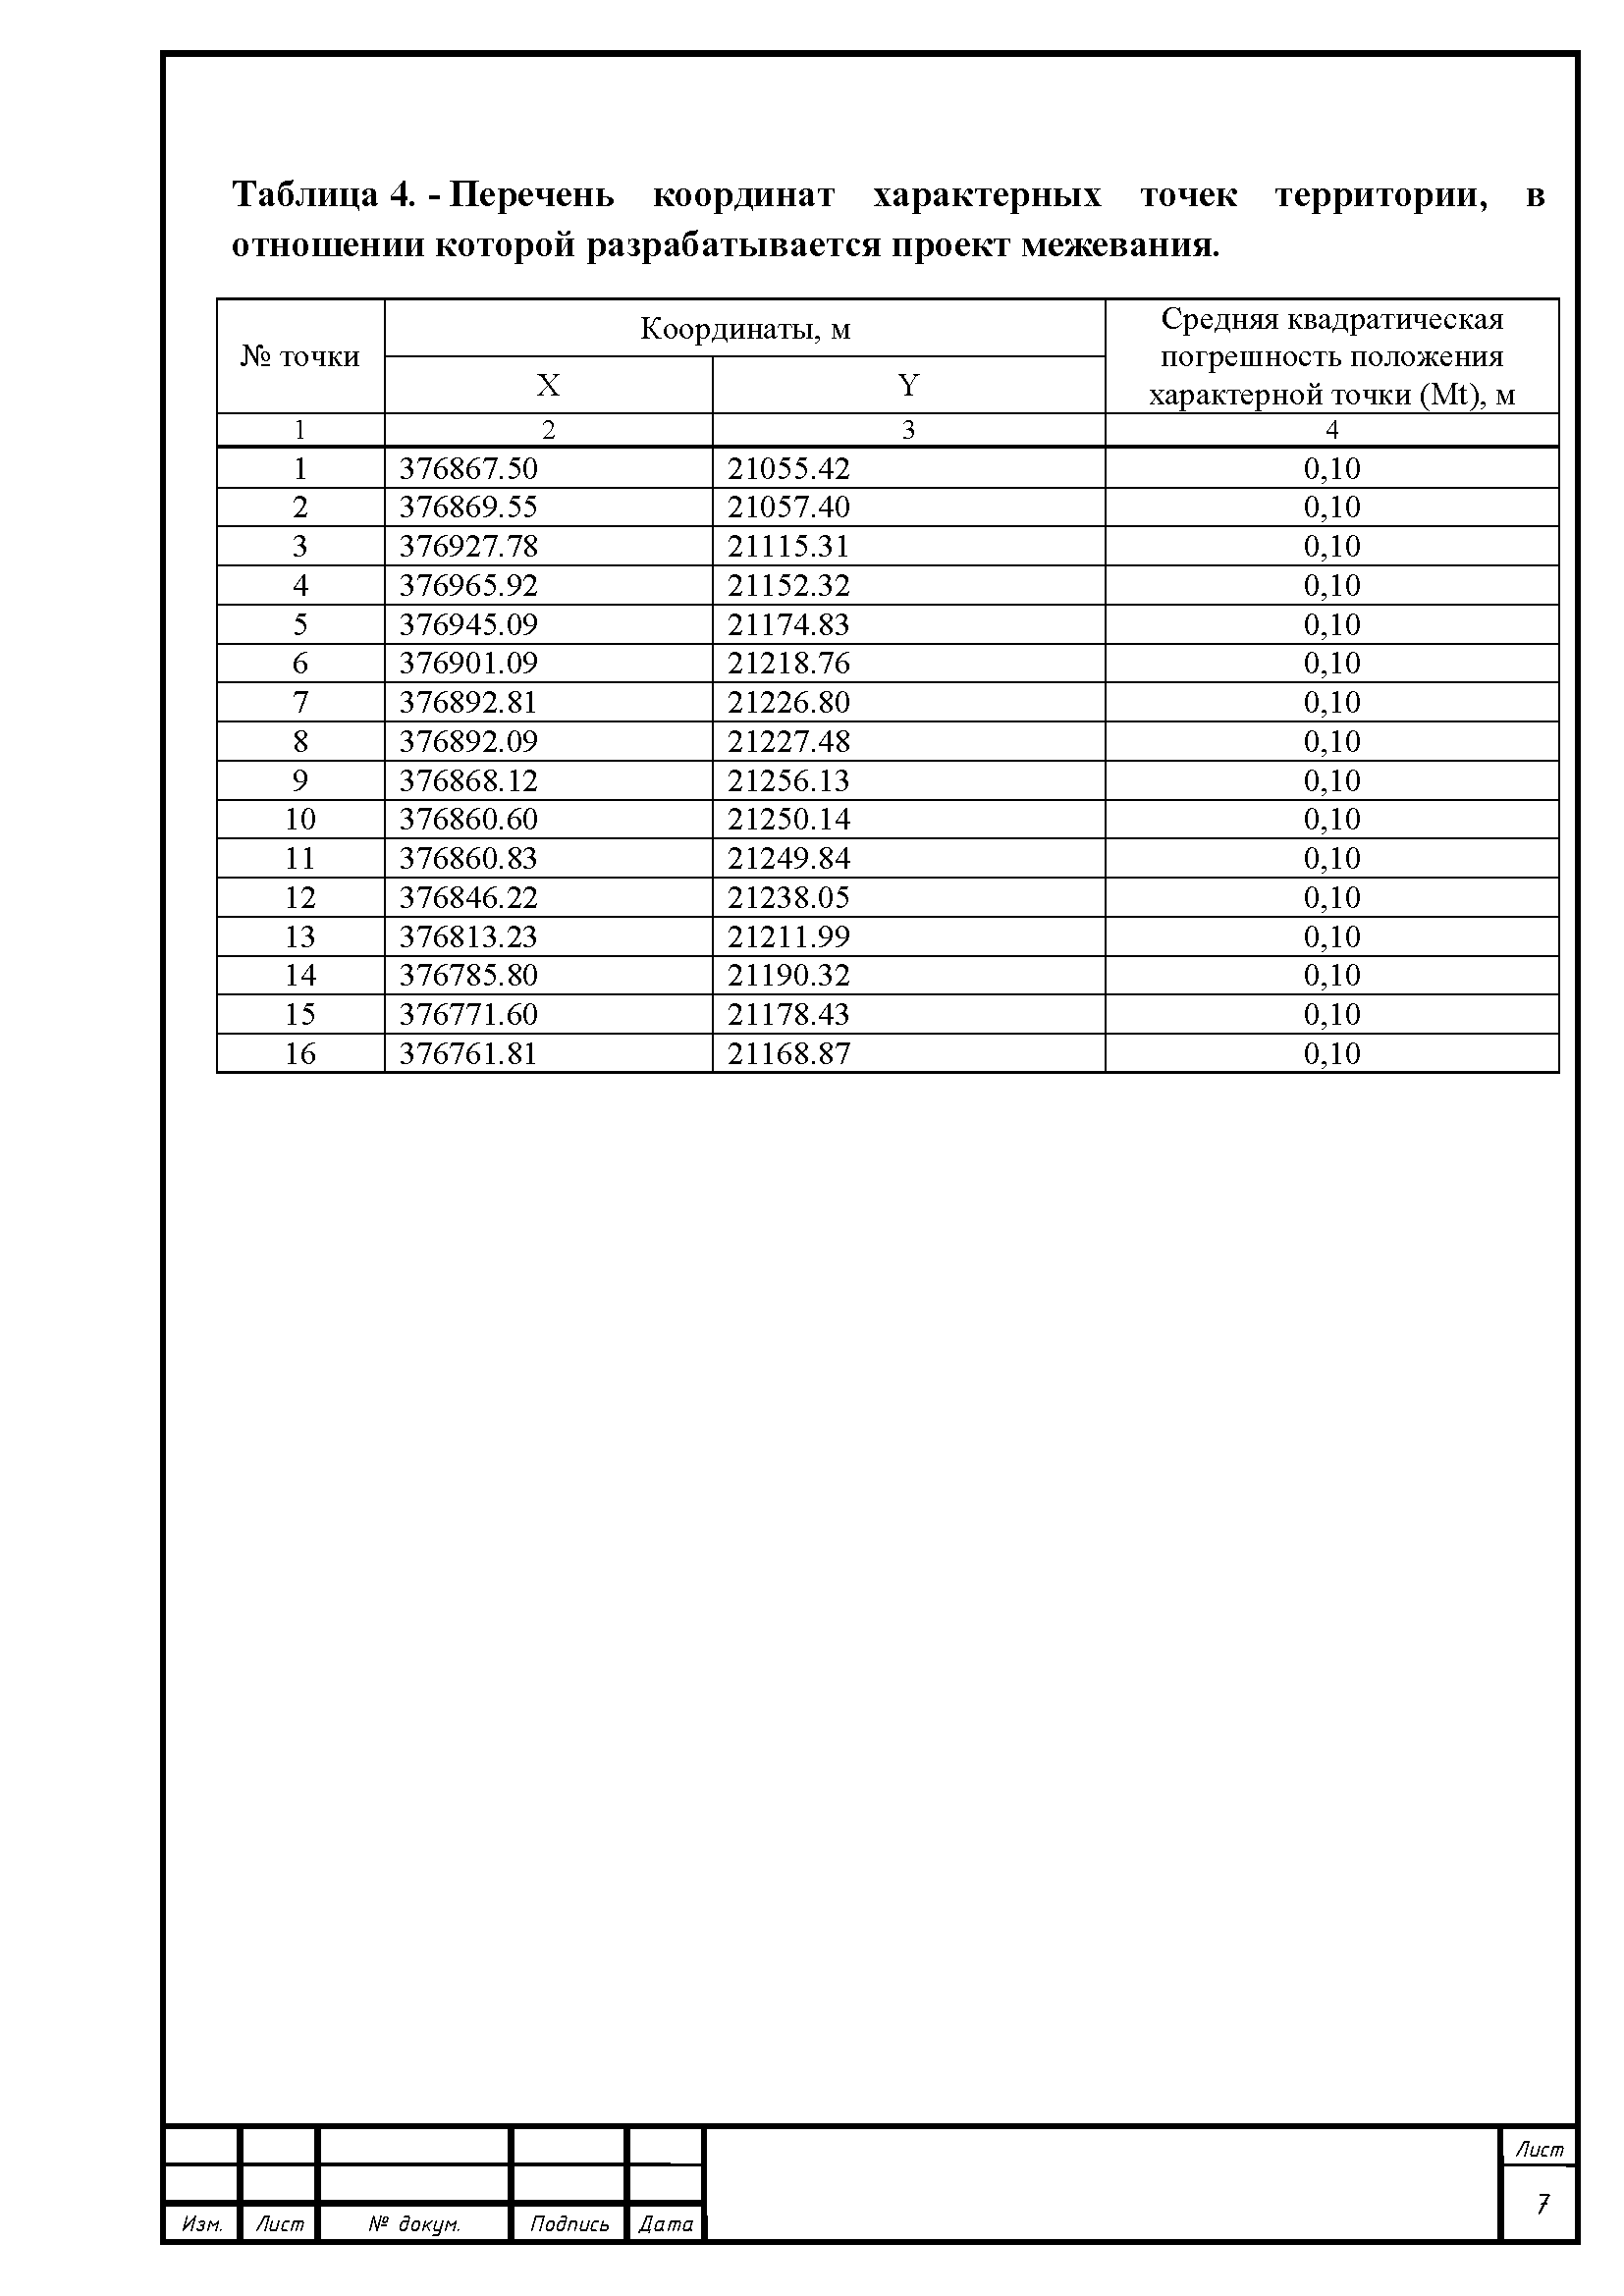 Таблица 4. - Перечень координат характерных точек территории, в
отношении которой разрабатывается проект межевания.
№ точки Координаты, м Средняя квадратическая
погрешность положения
характерной точки (Mt), м
X Y
1 2 3 4
1 376867.50 21055.42 0,10
2 376869.55 21057.40 0,10
3 376927.78 21115.31 0,10
4 376965.92 21152.32 0,10
5 376945.09 21174.83 0,10
6 376901.09 21218.76 0,10
7 376892.81 21226.80 0,10
8 376892.09 21227.48 0,10
9 376868.12 21256.13 0,10
10 376860.60 21250.14 0,10
11 376860.83 21249.84 0,10
12 376846.22 21238.05 0,10
13 376813.23 21211.99 0,10
14 376785.80 21190.32 0,10
15 376771.60 21178.43 0,10
16 376761.81 21168.87 0,10
Лист
7
Изм. Лист № докум. Подпись Дата